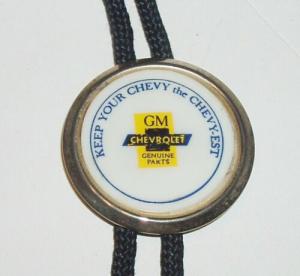 KEEP YOUR CHEVY the CHEVY-EST
GM
CHEVROLET
GENUINE
PARTS